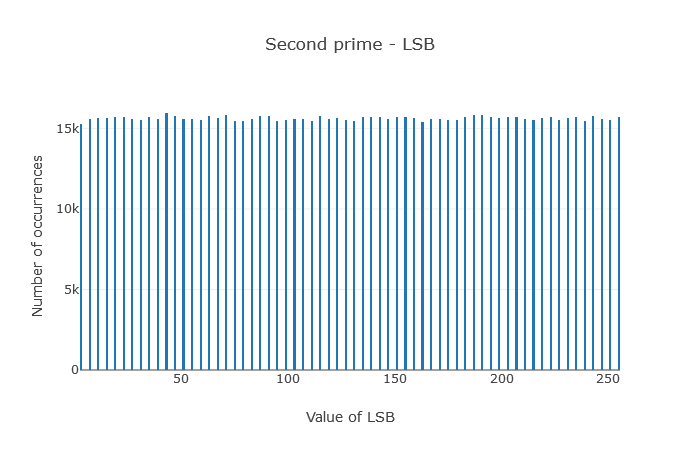 Second prime - LSB
Number of occurrences
15k
10k
5k
0
50
100
150
200
250
Value of LSB